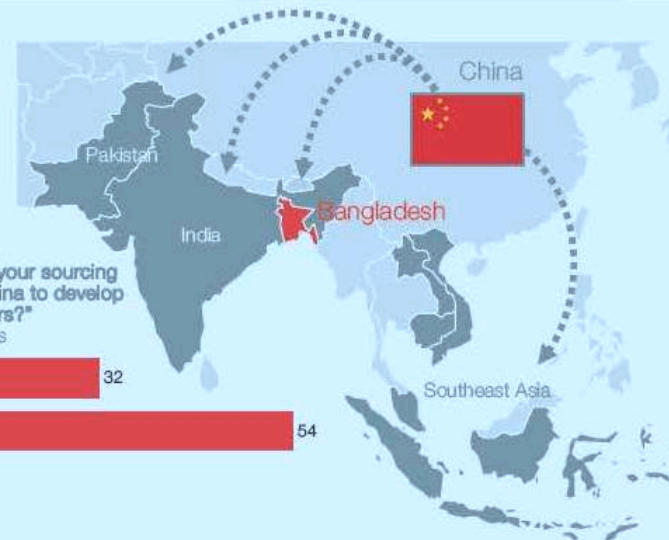 China
Pakistan
Bangladesh
India
your sourcing
ina to develop
rs?"
s
32
Southeast Asia
54